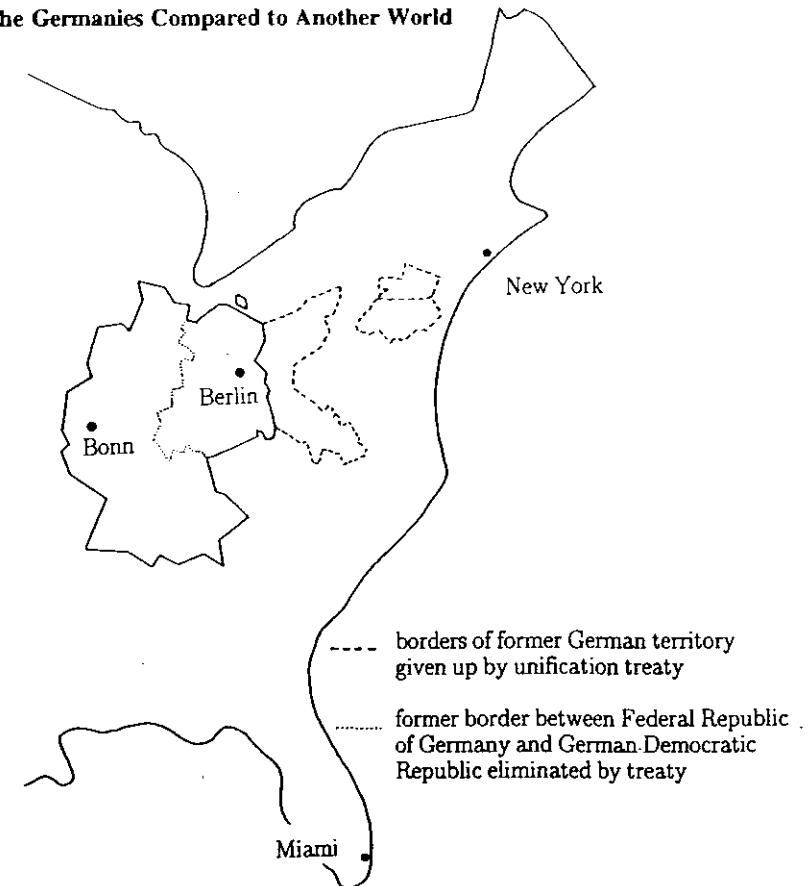 he Germanies Compared to Another World
New York
Berlin
Bonn
borders of former German territory
given up by unification treaty
former border between Federal Republic
of Germany and German Democratic
Republic eliminated by treaty
Miami